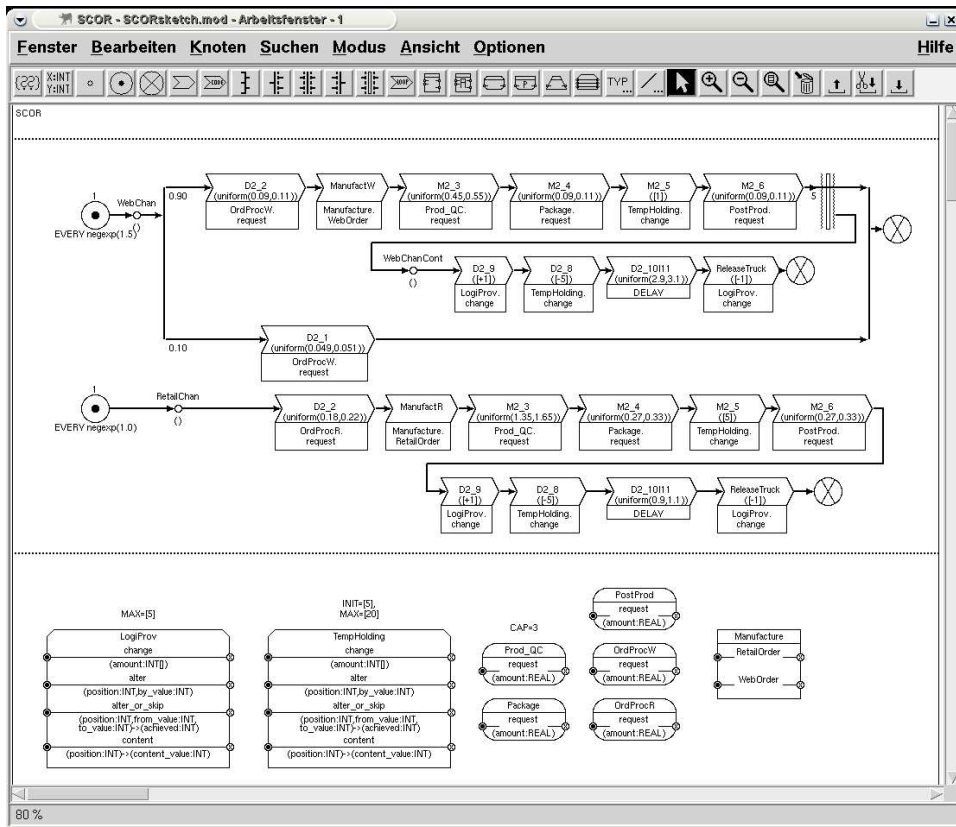 SCOR - SCORsketch.mod - Arbeitsfenster - 1
Fenster Bearbeiten Knoten Suchen Modus Ansicht Optionen Hilfe
{??} X:INT
Y:INT
CODE
LOOP
P
TYP...
SCOR
1
WebChan
()
EVERY negexp(1.5)
0.90
D2_2
(uniform(0.09,0.11))
OrdProcW.
request
ManufactW
Manufacture.
WebOrder
M2_3
(uniform(0.45,0.55))
Prod_QC.
request
M2_4
(uniform(0.09,0.11))
Package.
request
M2_5
([1])
TempHolding.
change
M2_6
(uniform(0.09,0.11))
PostProd.
request
5
WebChanCont
()
D2_9
([+1])
LogiProv.
change
D2_8
([-5])
TempHolding.
change
D2_10I11
(uniform(2.9,3.1))
DELAY
ReleaseTruck
([-1])
LogiProv.
change
0.10
D2_1
(uniform(0.049,0.051))
OrdProcW.
request
1
RetailChan
()
EVERY negexp(1.0)
D2_2
(uniform(0.18,0.22))
OrdProcR.
request
ManufactR
Manufacture.
RetailOrder
M2_3
(uniform(1.35,1.65))
Prod_QC.
request
M2_4
(uniform(0.27,0.33))
Package.
request
M2_5
([5])
TempHolding.
change
M2_6
(uniform(0.27,0.33))
PostProd.
request
D2_9
([+1])
LogiProv.
change
D2_8
([-5])
TempHolding.
change
D2_10I11
(uniform(0.9,1.1))
DELAY
ReleaseTruck
([-1])
LogiProv.
change
MAX=[5]
LogiProv
change
(amount:INT[])
alter
(position:INT,by_value:INT)
alter_or_skip
(position:INT,from_value:INT,
to_value:INT)->(achieved:INT)
content
(position:INT)->(content_value:INT)
INIT=[5],
MAX=[20]
TempHolding
change
(amount:INT[])
alter
(position:INT,by_value:INT)
alter_or_skip
(position:INT,from_value:INT,
to_value:INT)->(achieved:INT)
content
(position:INT)->(content_value:INT)
CAP=3
Prod_QC
request
(amount:REAL)
Package
request
(amount:REAL)
PostProd
request
(amount:REAL)
OrdProcW
request
(amount:REAL)
OrdProcR
request
(amount:REAL)
Manufacture
RetailOrder
WebOrder
80 %